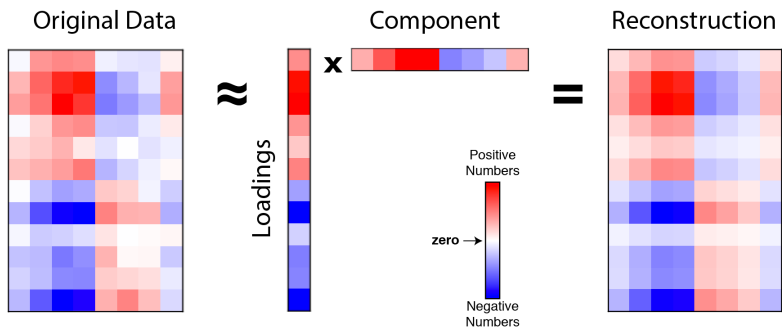 Original Data
Component
Reconstruction
≈
x
=
Loadings
Positive
Numbers
zero
Negative
Numbers